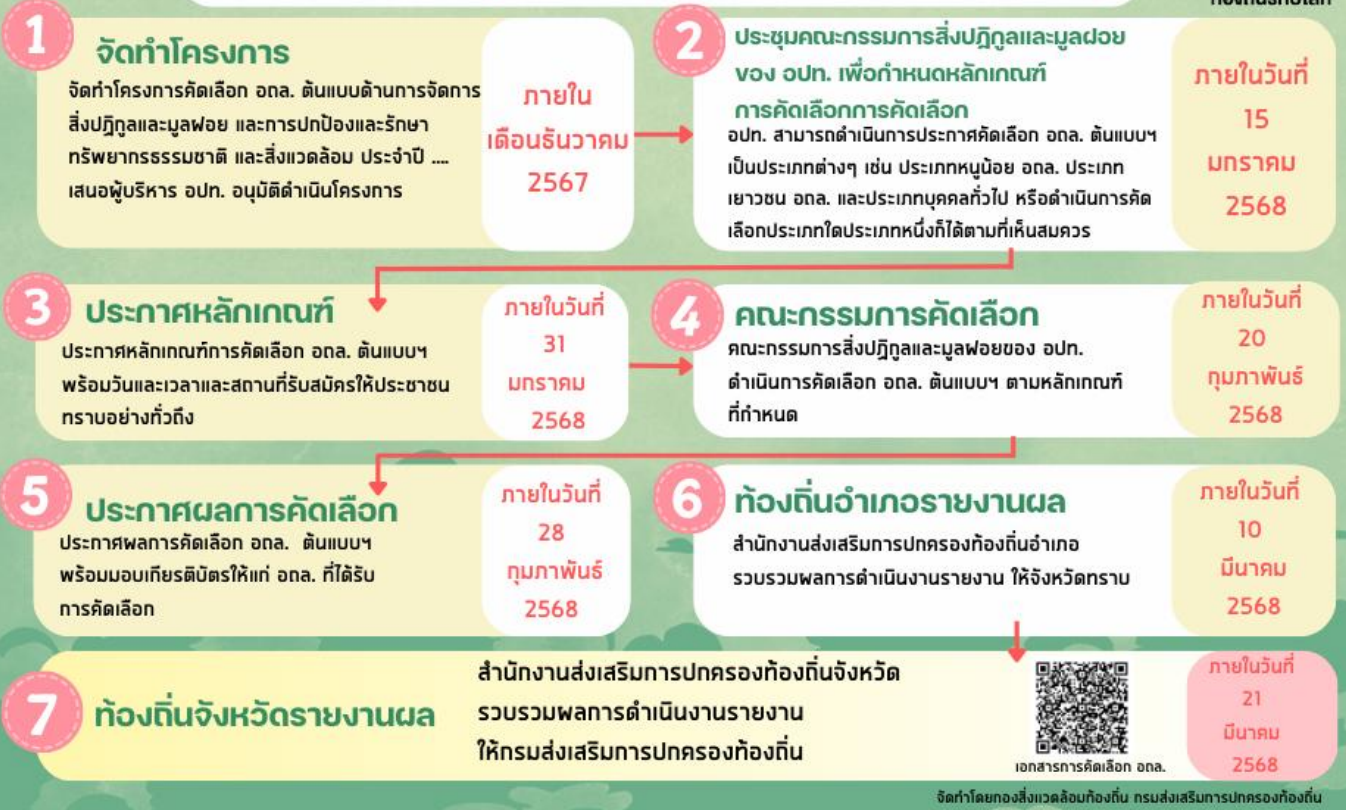 ท้องถิ่นรักษ์โลก
1
จัดทำโครงการ
จัดทำโครงการคัดเลือก อถล. ต้นแบบด้านการจัดการ
สิ่งปฏิกูลและมูลฝอย และการปกป้องและรักษา
ทรัพยากรธรรมชาติ และสิ่งแวดล้อม ประจำปี ....
เสนอผู้บริหาร อปท. อนุมัติดำเนินโครงการ
ภายใน
เดือนธันวาคม
2567
2
ประชุมคณะกรรมการสิ่งปฏิกูลและมูลฝอย
ของ อปท. เพื่อกำหนดหลักเกณฑ์
การคัดเลือกการคัดเลือก
อปท. สามารถดำเนินการประกาศคัดเลือก อถล. ต้นแบบฯ
เป็นประเภทต่างๆ เช่น ประเภทหนูน้อย อถล. ประเภท
เยาวชน อถล. และประเภทบุคคลทั่วไป หรือดำเนินการคัด
เลือกประเภทใดประเภทหนึ่งก็ได้ตามที่เห็นสมควร
ภายในวันที่
15
มกราคม
2568
3
ประกาศหลักเกณฑ์
ประกาศหลักเกณฑ์การคัดเลือก อถล. ต้นแบบฯ
พร้อมวันและเวลาและสถานที่รับสมัครให้ประชาชน
ทราบอย่างทั่วถึง
ภายในวันที่
31
มกราคม
2568
4
คณะกรรมการคัดเลือก
คณะกรรมการสิ่งปฏิกูลและมูลฝอยของ อปท.
ดำเนินการคัดเลือก อถล. ต้นแบบฯ ตามหลักเกณฑ์
ที่กำหนด
ภายในวันที่
20
กุมภาพันธ์
2568
5
ประกาศผลการคัดเลือก
ประกาศผลการคัดเลือก อถล. ต้นแบบฯ
พร้อมมอบเกียรติบัตรให้แก่ อถล. ที่ได้รับ
การคัดเลือก
ภายในวันที่
28
กุมภาพันธ์
2568
6
ท้องถิ่นอำเภอรายงานผล
สำนักงานส่งเสริมการปกครองท้องถิ่นอำเภอ
รวบรวมผลการดำเนินงานรายงาน ให้จังหวัดทราบ
ภายในวันที่
10
มีนาคม
2568
7
ท้องถิ่นจังหวัดรายงานผล
สำนักงานส่งเสริมการปกครองท้องถิ่นจังหวัด
รวบรวมผลการดำเนินงานรายงาน
ให้กรมส่งเสริมการปกครองท้องถิ่น
เอกสารการคัดเลือก อถล.
ภายในวันที่
21
มีนาคม
2568
จัดทำโดยกองสิ่งแวดล้อมท้องถิ่น กรมส่งเสริมการปกครองท้องถิ่น